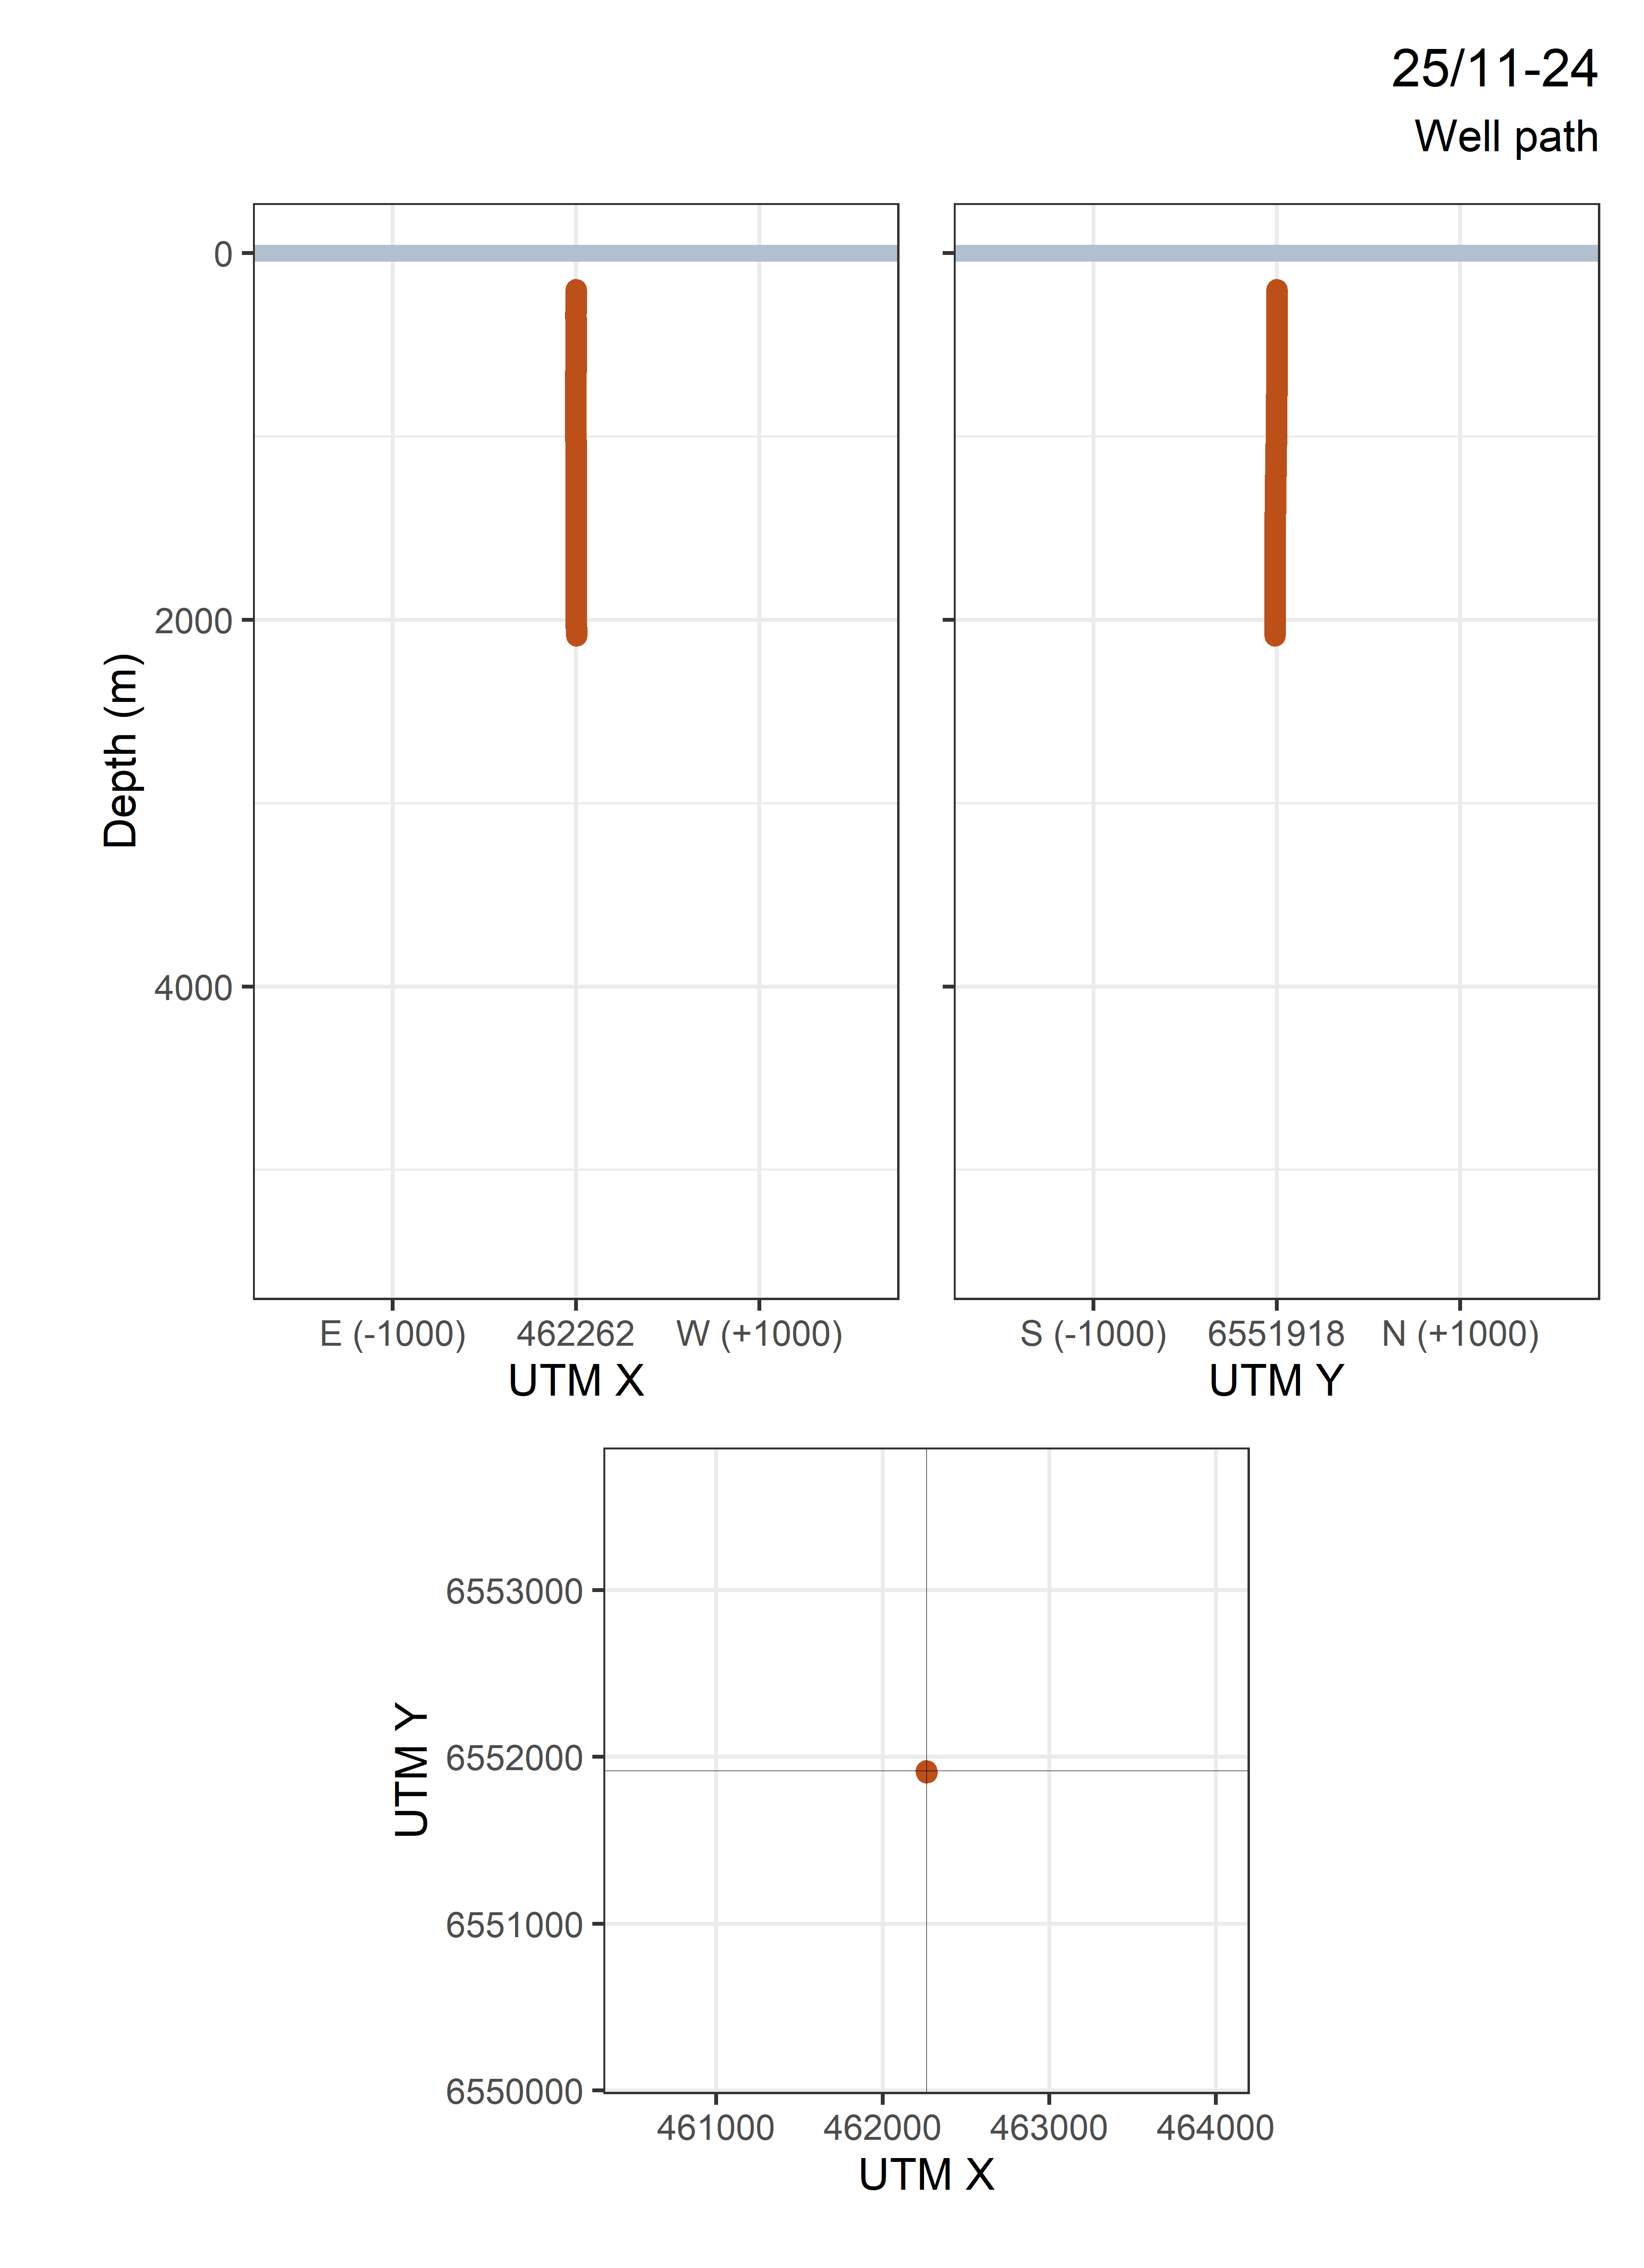 25/11-24
Well path
0
2000
4000
Depth (m)
E (-1000) 462262 W (+1000)
UTM X
S (-1000) 6551918 N (+1000)
UTM Y
6553000
6552000
6551000
6550000
UTM Y
461000 462000 463000 464000
UTM X